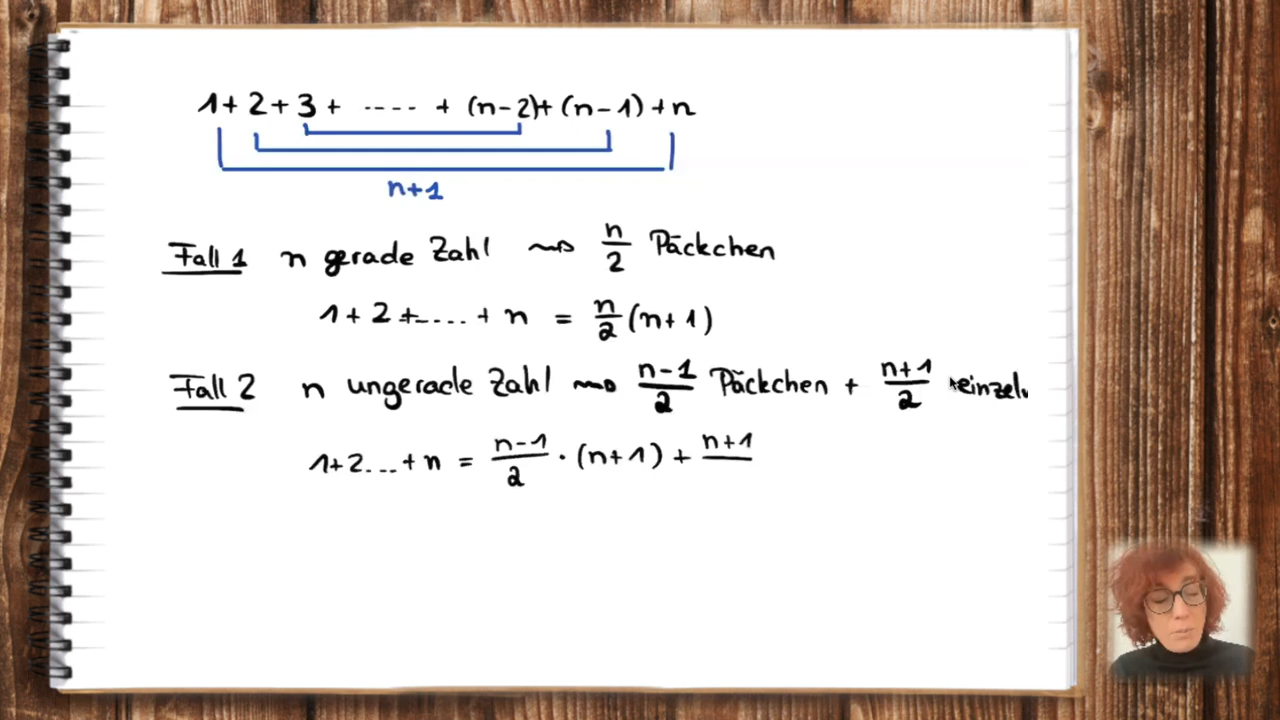 1+2+3+ ---- + (n-2)+(n-1)+n
n+1
Fall 1 n gerade Zahl ⇝ n/2 Päckchen
1+2+....+n = n/2 (n+1)
Fall 2 n ungerade Zahl ⇝ (n-1)/2 Päckchen + (n+1)/2 einzeln
1+2...+n = (n-1)/2 · (n+1) + (n+1)/